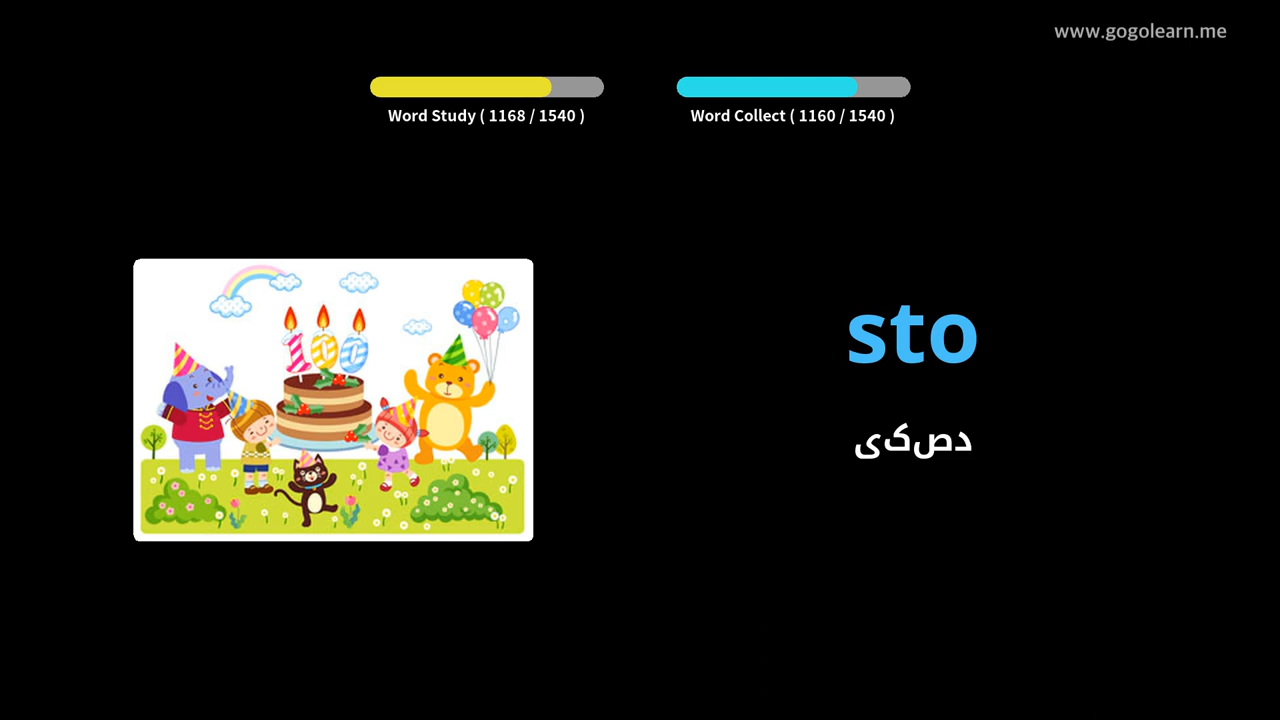 www.gogolearn.me
Word Study ( 1168 / 1540 )
Word Collect ( 1160 / 1540 )
100
sto
دصکی